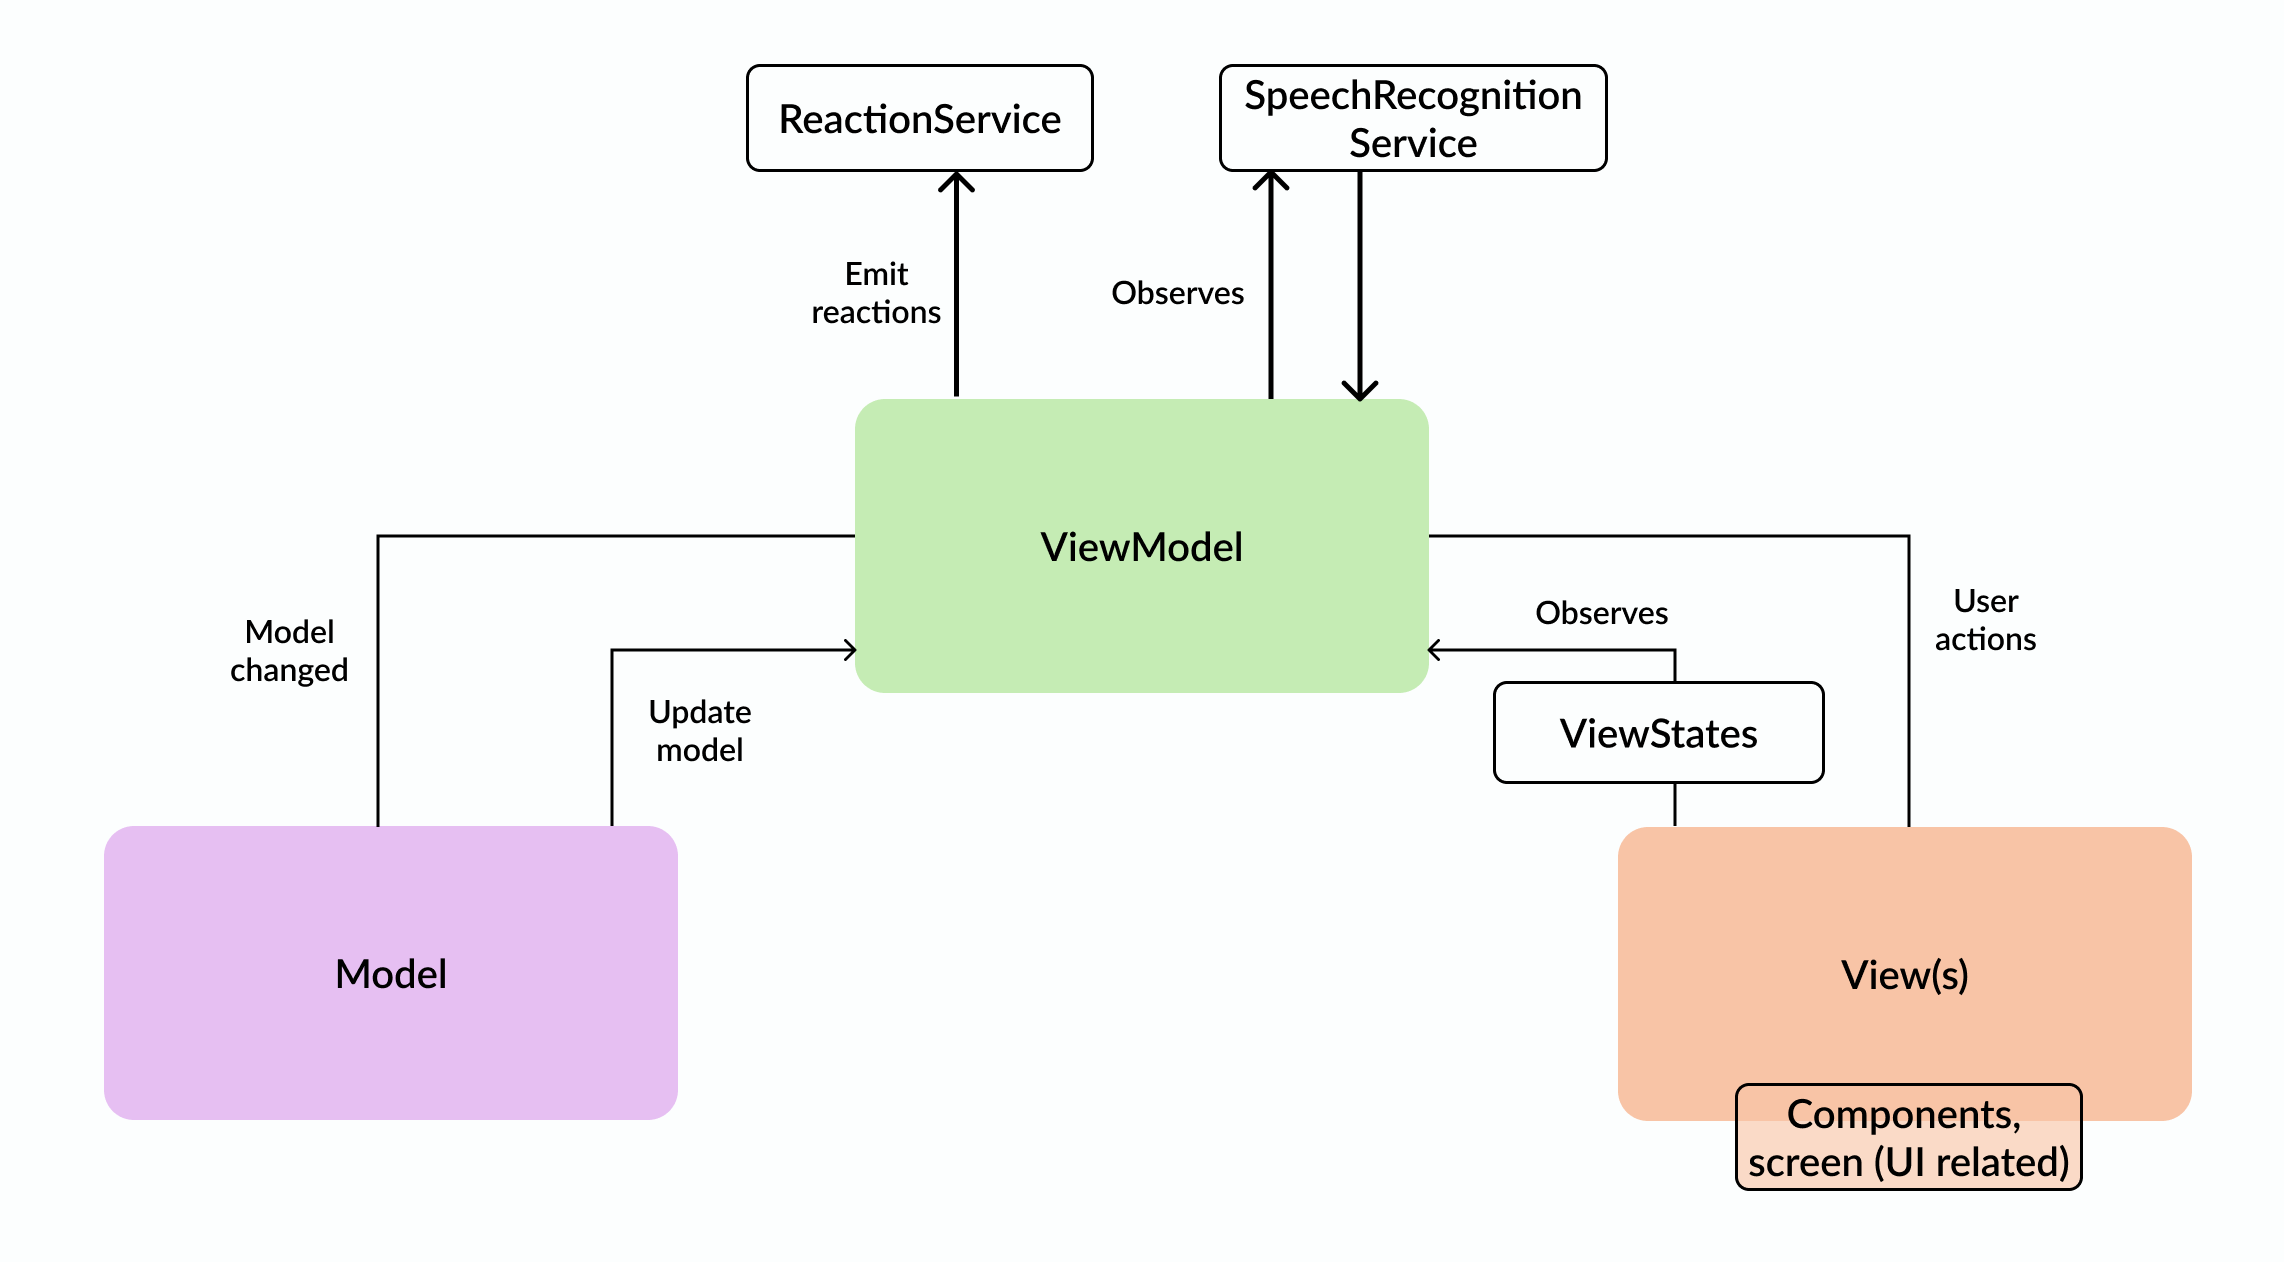 ReactionService
SpeechRecognition
Service
Emit
reactions
Observes
ViewModel
Model
changed
Update
model
Observes
User
actions
ViewStates
Model
View(s)
Components,
screen (UI related)